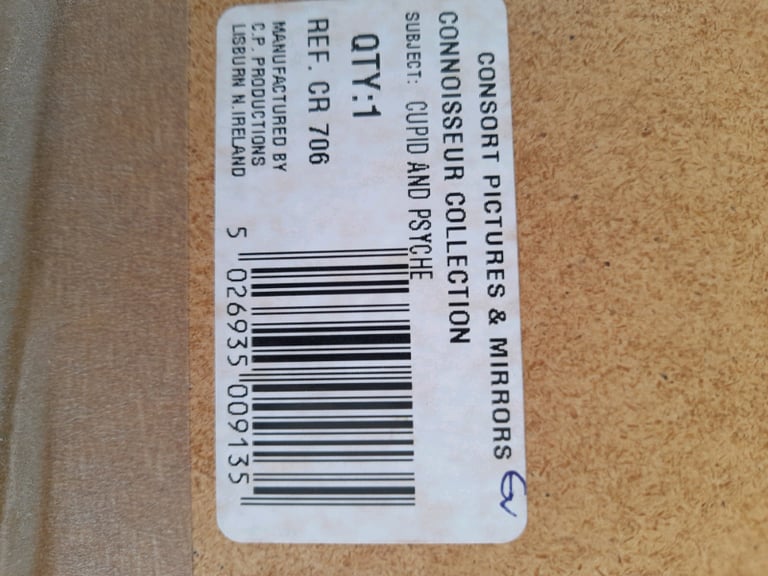 CONSORT PICTURES & MIRRORS
CONNOISSEUR COLLECTION
SUBJECT: CUPID AND PSYCHE
QTY:1
REF. CR 706
MANUFACTURED BY
C.P. PRODUCTIONS
LISBURN N.IRELAND
5 026935 009135